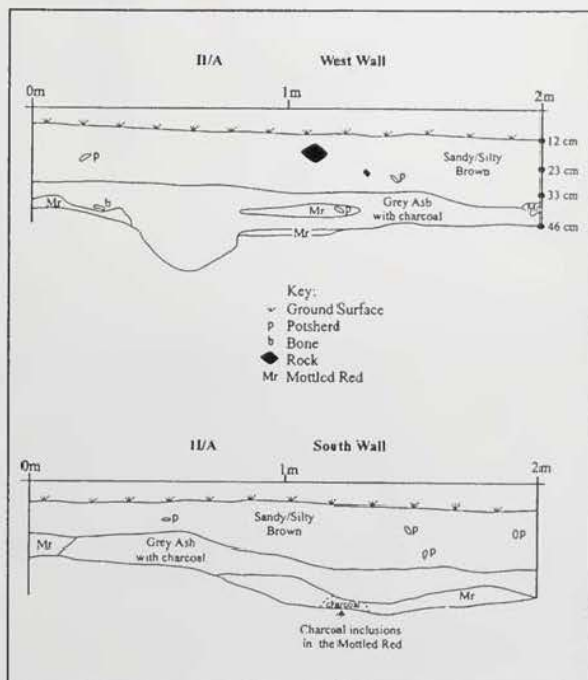 II/A West Wall
0m 1m 2m
12 cm
p Sandy/Silty
Brown
p 23 cm
33 cm
Mr Grey Ash
with charcoal
b Mr p
Mr 46 cm
Key:
Ground Surface
p Potsherd
b Bone
Rock
Mr Mottled Red
II/A South Wall
0m 1m 2m
p Sandy/Silty
Brown p p
Mr Grey Ash
with charcoal p
Mr
charcoal
Charcoal inclusions
in the Mottled Red